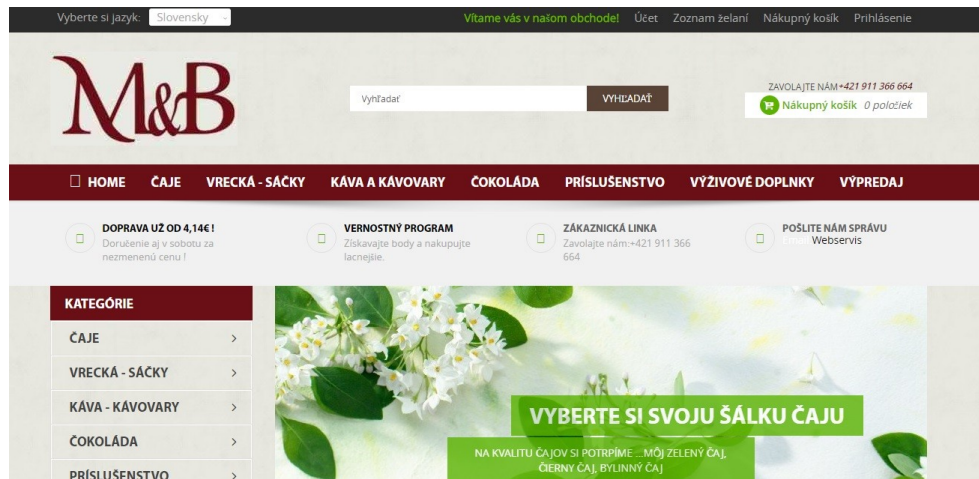 Vyberte si jazyk: Slovensky
Vítame vás v našom obchode! Účet Zoznam želaní Nákupný košík Prihlásenie
M&B
Vyhľadať VYHĽADAŤ
ZAVOLAJTE NÁM+421 911 366 664
Nákupný košík 0 položiek
HOME ČAJE VRECKÁ - SÁČKY KÁVA A KÁVOVARY ČOKOLÁDA PRÍSLUŠENSTVO VÝŽIVOVÉ DOPLNKY VÝPREDAJ
DOPRAVA UŽ OD 4,14€ !
Doručenie aj v sobotu za
nezmenenú cenu !
VERNOSTNÝ PROGRAM
Získavajte body a nakupujte
lacnejšie.
ZÁKAZNICKÁ LINKA
Zavolajte nám:+421 911 366
664
POŠLITE NÁM SPRÁVU
Webservis
KATEGÓRIE
ČAJE
VRECKÁ - SÁČKY
KÁVA - KÁVOVARY
ČOKOLÁDA
PRÍSLUŠENSTVO
VYBERTE SI SVOJU ŠÁLKU ČAJU
NA KVALITU ČAJOV SI POTRPÍME ...MÔJ ZELENÝ ČAJ,
ČIERNY ČAJ, BYLINNÝ ČAJ